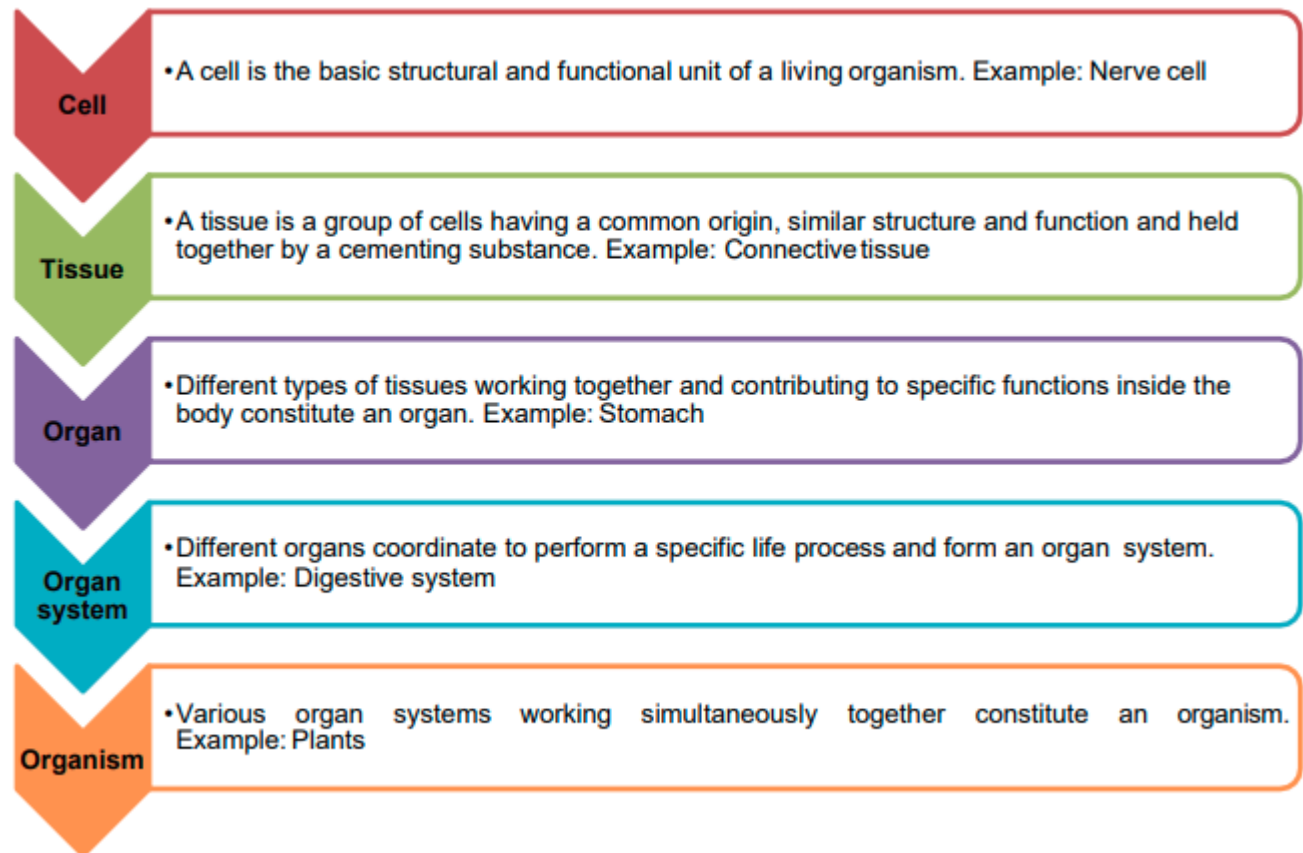 Cell
•A cell is the basic structural and functional unit of a living organism. Example: Nerve cell
Tissue
•A tissue is a group of cells having a common origin, similar structure and function and held
together by a cementing substance. Example: Connective tissue
Organ
•Different types of tissues working together and contributing to specific functions inside the
body constitute an organ. Example: Stomach
Organ
system
•Different organs coordinate to perform a specific life process and form an organ system.
Example: Digestive system
Organism
•Various organ systems working simultaneously together constitute an organism.
Example: Plants